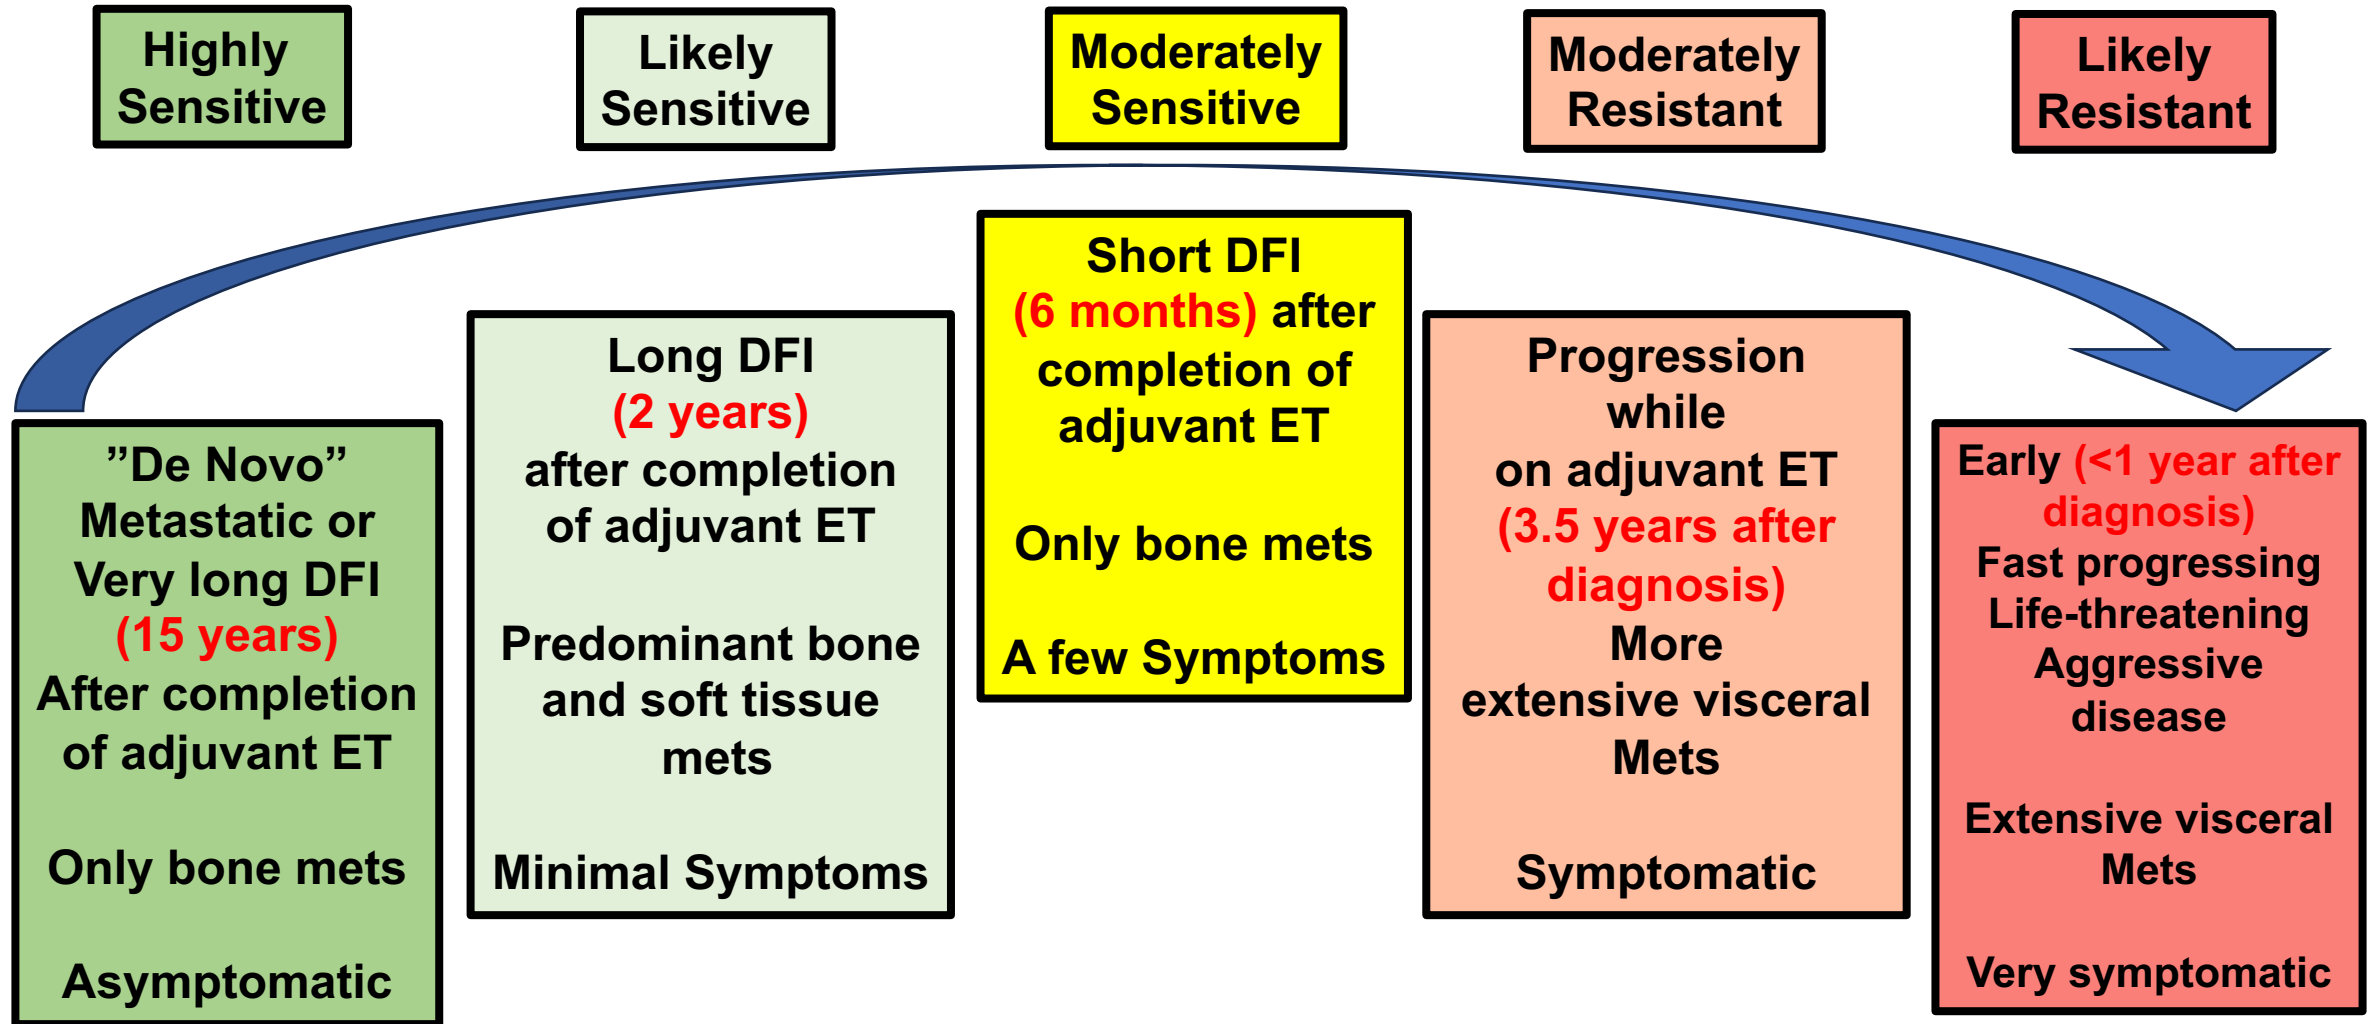 Highly
Sensitive
Likely
Sensitive
Moderately
Sensitive
Moderately
Resistant
Likely
Resistant
”De Novo”
Metastatic or
Very long DFI
(15 years)
After completion
of adjuvant ET
Only bone mets
Asymptomatic
Long DFI
(2 years)
after completion
of adjuvant ET
Predominant bone
and soft tissue
mets
Minimal Symptoms
Short DFI
(6 months) after
completion of
adjuvant ET
Only bone mets
A few Symptoms
Progression
while
on adjuvant ET
(3.5 years after
diagnosis)
More
extensive visceral
Mets
Symptomatic
Early (<1 year after
diagnosis)
Fast progressing
Life-threatening
Aggressive
disease
Extensive visceral
Mets
Very symptomatic